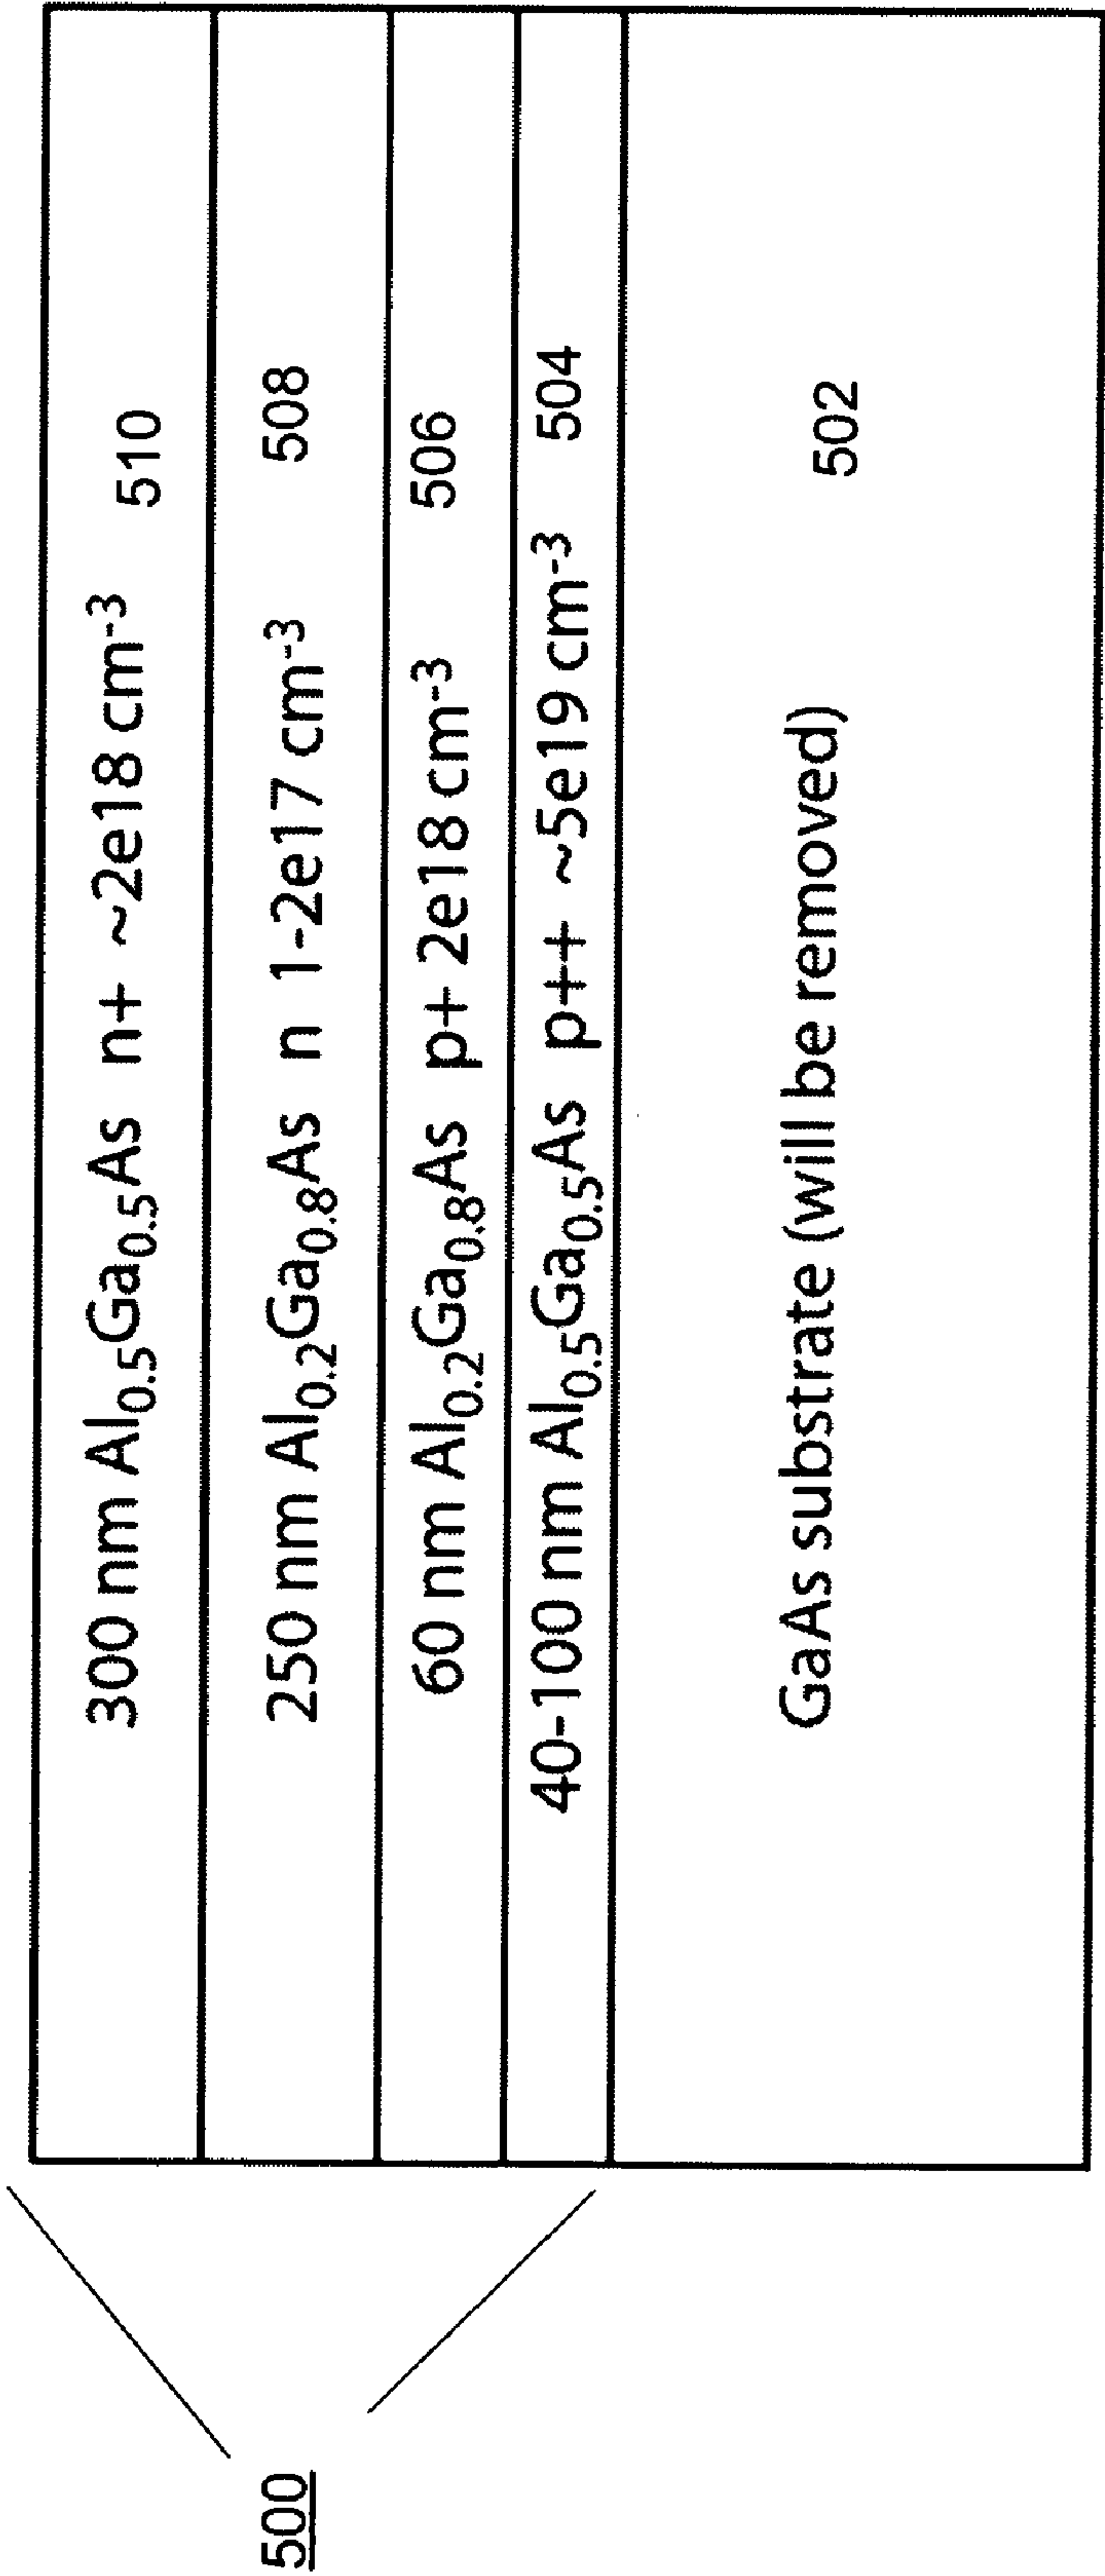 300 nm Al0.5Ga0.5As n+ ~2e18 cm-3 510
250 nm Al0.2Ga0.8As n 1-2e17 cm-3 508
60 nm Al0.2Ga0.8As p+ 2e18 cm-3 506
40-100 nm Al0.5Ga0.5As p++ ~5e19 cm-3 504
GaAs substrate (will be removed) 502
500